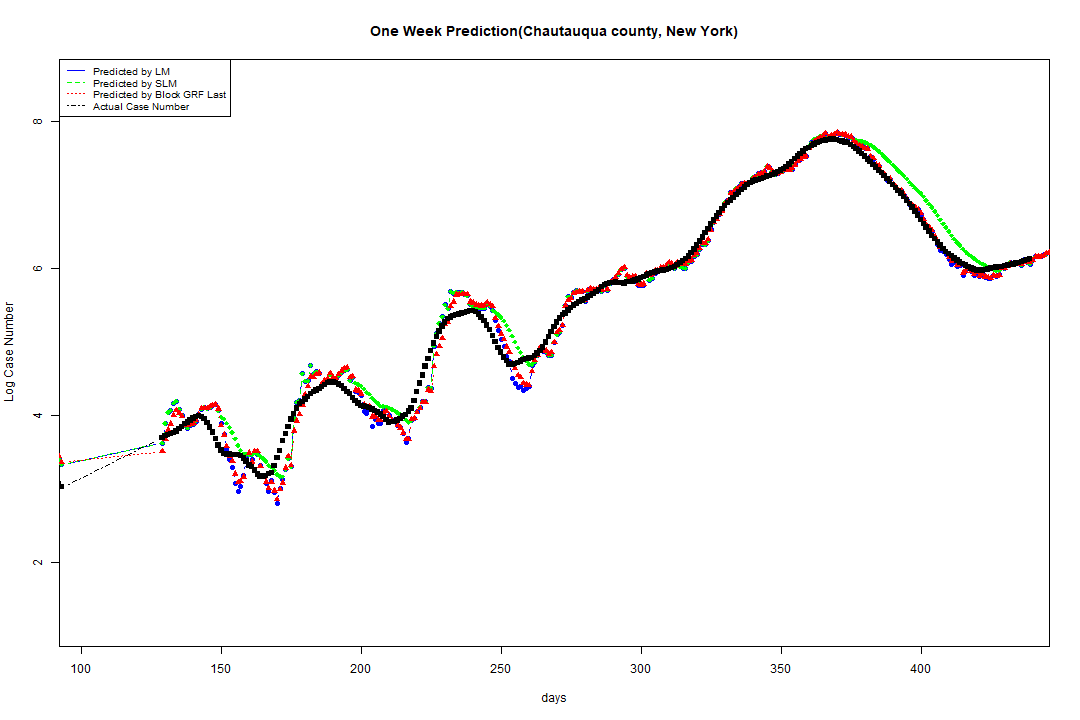 One Week Prediction(Chautauqua county, New York)
Predicted by LM
Predicted by SLM
Predicted by Block GRF Last
Actual Case Number
8
6
4
2
Log Case Number
100 150 200 250 300 350 400
days